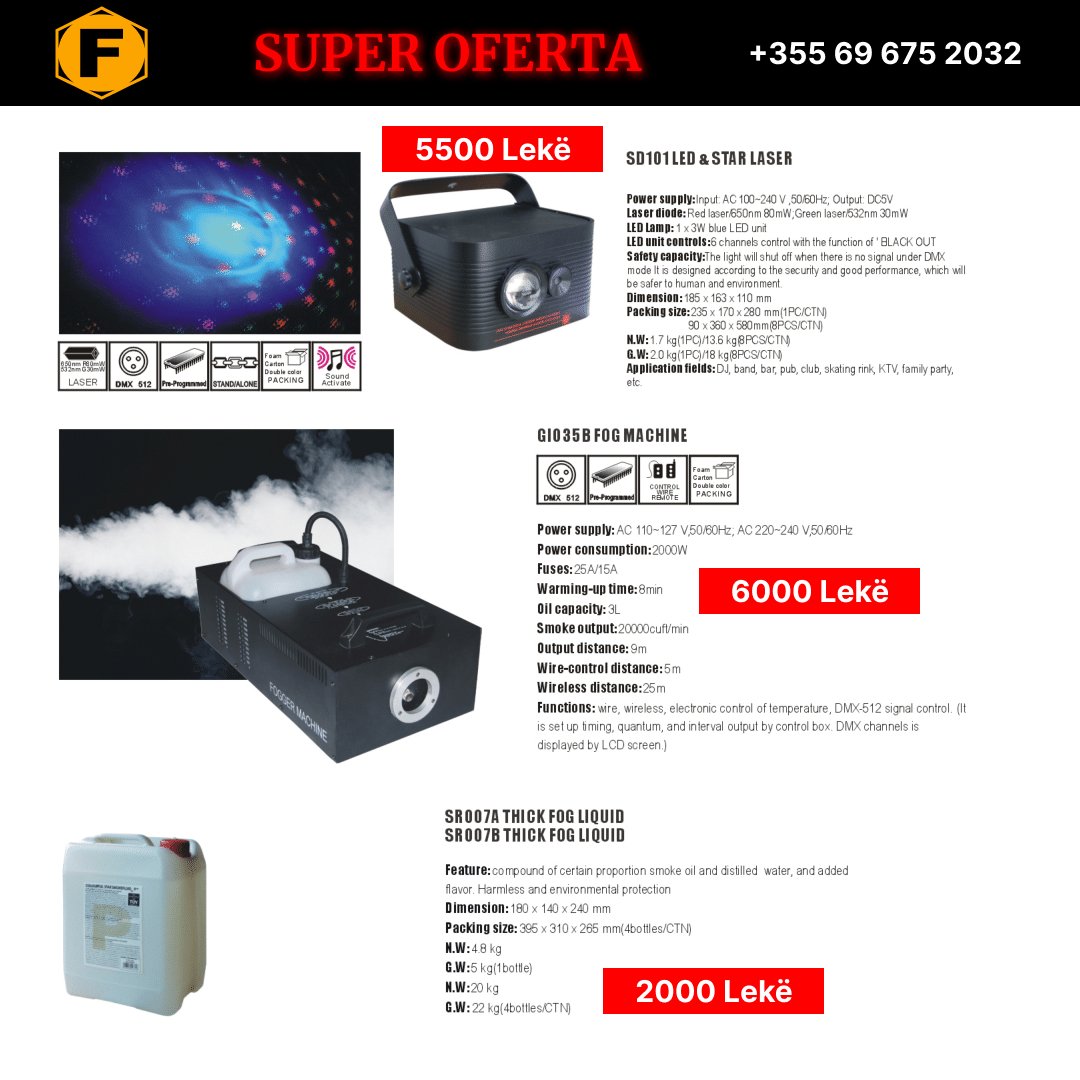 F
SUPER OFERTA
+355 69 675 2032
5500 Lekë
SD101 LED & STAR LASER
Power supply: Input: AC 100~240 V ,50/60Hz; Output: DC5V
Laser diode: Red laser/650nm 80mW;Green laser/532nm 30mW
LED Lamp: 1 x 3W blue LED unit
LED unit controls: 6 channels control with the function of ' BLACK OUT
Safety capacity:The light will shut off when there is no signal under DMX
mode It is designed according to the security and good performance, which will
be safer to human and environment.
Dimension: 185 x 163 x 110 mm
Packing size: 235 x 170 x 280 mm(1PC/CTN)
90 x 360 x 580mm(8PCS/CTN)
N.W: 1.7 kg(1PC)/13.6 kg(8PCS/CTN)
G.W: 2.0 kg(1PC)/18 kg(8PCS/CTN)
Application fields: DJ, band, bar, pub, club, skating rink, KTV, family party,
etc.
650nm R80mW
532nm G30mW
LASER
DMX 512
Pre-Programmed
STAND/ALONE
Foam
Carton
Double color
PACKING
Sound
Activate
GI035B FOG MACHINE
DMX 512
Pre-Programmed
CONTROL
WIRE
REMOTE
Foam
Carton
Double color
PACKING
Power supply: AC 110~127 V,50/60Hz; AC 220~240 V,50/60Hz
Power consumption: 2000W
Fuses: 25A/15A
Warming-up time: 8min
Oil capacity: 3L
Smoke output: 20000cuft/min
Output distance: 9m
Wire-control distance: 5m
Wireless distance: 25m
Functions: wire, wireless, electronic control of temperature, DMX-512 signal control. (It
is set up timing, quantum, and interval output by control box. DMX channels is
displayed by LCD screen.)
6000 Lekë
FOGGER MACHINE
SR007A THICK FOG LIQUID
SR007B THICK FOG LIQUID
Feature: compound of certain proportion smoke oil and distilled water, and added
flavor. Harmless and environmental protection
Dimension: 180 x 140 x 240 mm
Packing size: 395 x 310 x 265 mm(4bottles/CTN)
N.W: 4.8 kg
G.W: 5 kg(1bottle)
N.W: 20 kg
G.W: 22 kg(4bottles/CTN)
2000 Lekë
P